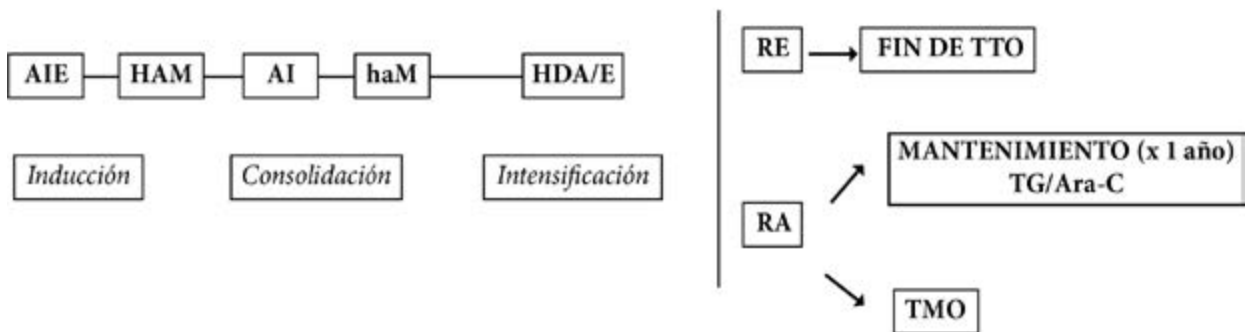 AIE
HAM
AI
haM
HDA/E
Inducción
Consolidación
Intensificación
RE
FIN DE TTO
RA
MANTENIMIENTO (x 1 año)
TG/Ara-C
TMO